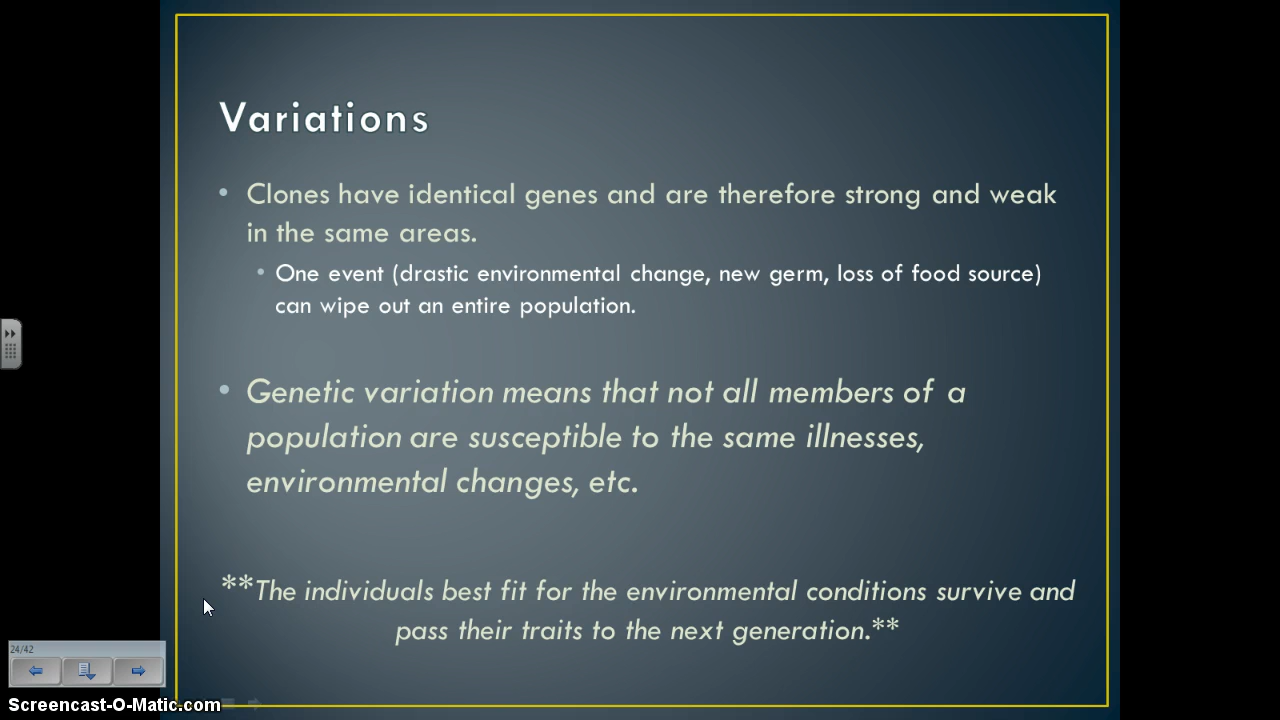 Variations
• Clones have identical genes and are therefore strong and weak
in the same areas.
• One event (drastic environmental change, new germ, loss of food source)
can wipe out an entire population.
• Genetic variation means that not all members of a
population are susceptible to the same illnesses,
environmental changes, etc.
**The individuals best fit for the environmental conditions survive and
pass their traits to the next generation.**
24/42
Screencast-O-Matic.com